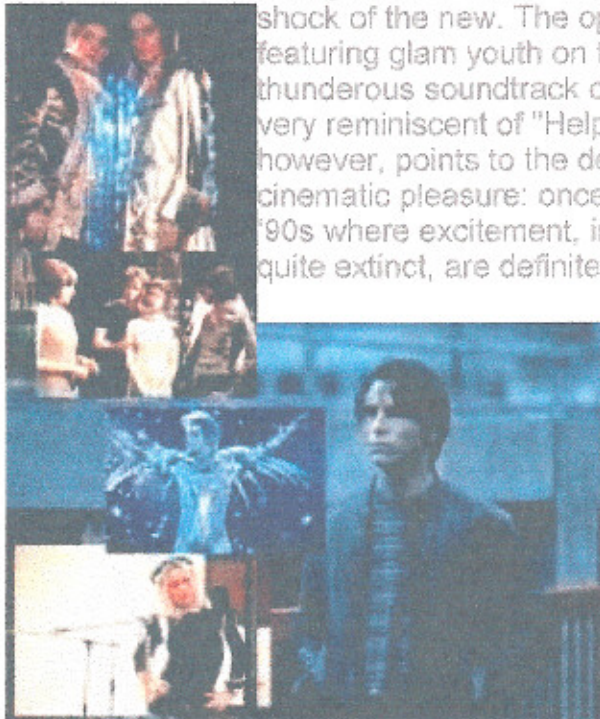 shock of the new. The op
featuring glam youth on t
thunderous soundtrack o
very reminiscent of "Help
however, points to the de
cinematic pleasure: once
'90s where excitement, in
quite extinct, are definite